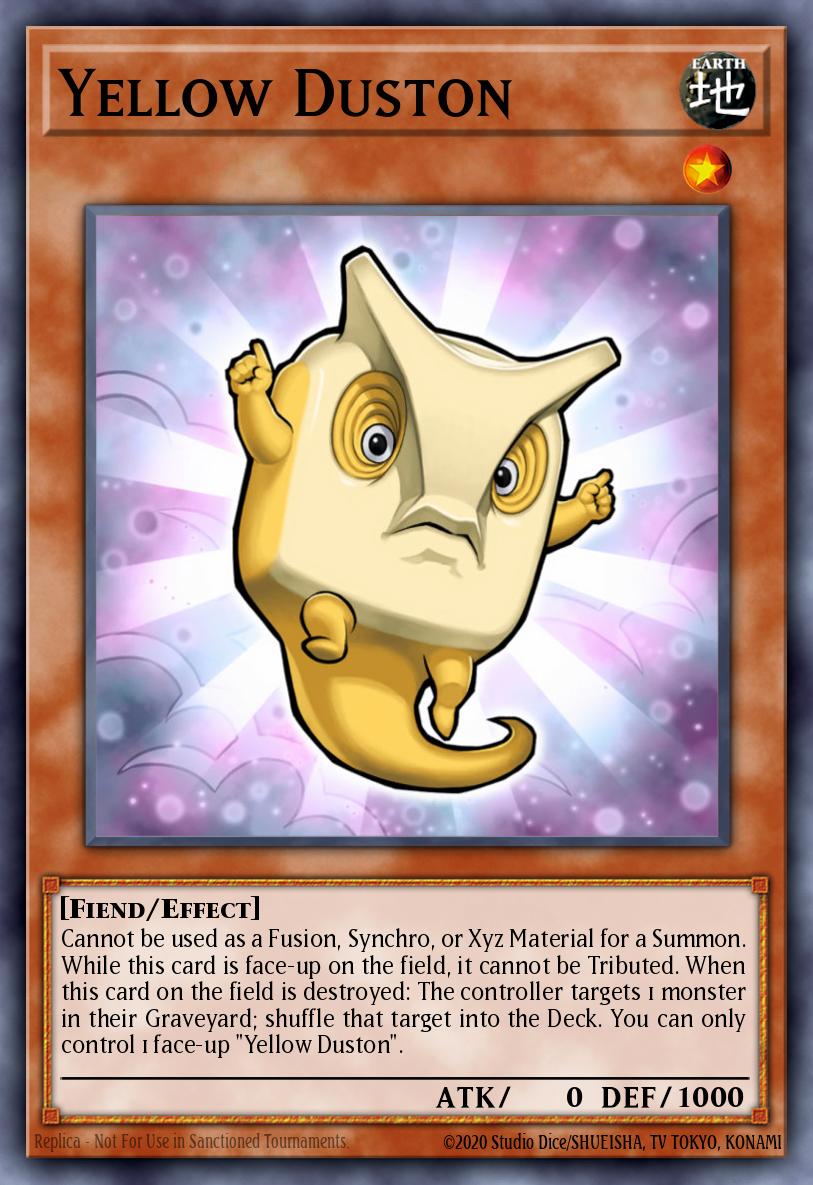 Yellow Duston
EARTH
地
[Fiend/Effect]
Cannot be used as a Fusion, Synchro, or Xyz Material for a Summon.
While this card is face-up on the field, it cannot be Tributed. When
this card on the field is destroyed: The controller targets 1 monster
in their Graveyard; shuffle that target into the Deck. You can only
control 1 face-up "Yellow Duston".
ATK/ 0 DEF/1000
Replica - Not For Use in Sanctioned Tournaments. ©2020 Studio Dice/SHUEISHA, TV TOKYO, KONAMI